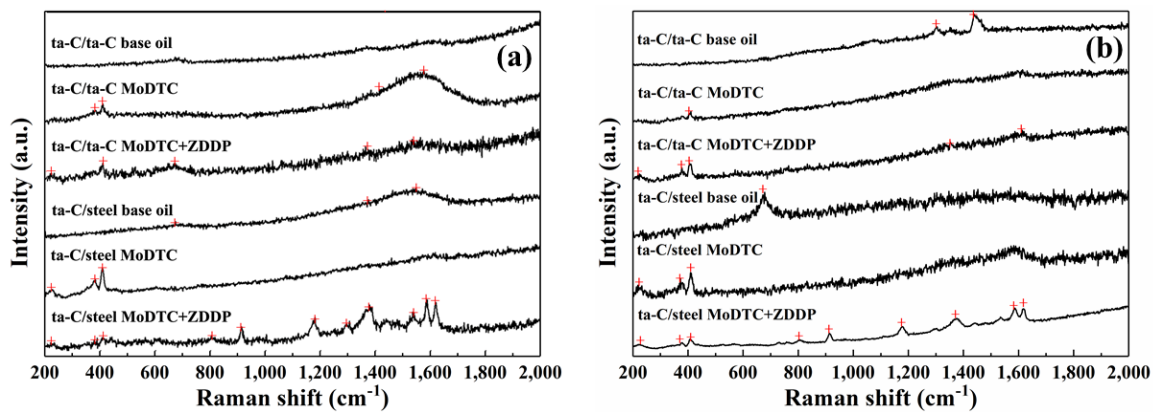 (a)
ta-C/ta-C base oil
ta-C/ta-C MoDTC
ta-C/ta-C MoDTC+ZDDP
ta-C/steel base oil
ta-C/steel MoDTC
ta-C/steel MoDTC+ZDDP
Intensity (a.u.)
200 400 600 800 1,000 1,200 1,400 1,600 1,800 2,000
Raman shift (cm⁻¹)
(b)
ta-C/ta-C base oil
ta-C/ta-C MoDTC
ta-C/ta-C MoDTC+ZDDP
ta-C/steel base oil
ta-C/steel MoDTC
ta-C/steel MoDTC+ZDDP
Intensity (a.u.)
200 400 600 800 1,000 1,200 1,400 1,600 1,800 2,000
Raman shift (cm⁻¹)